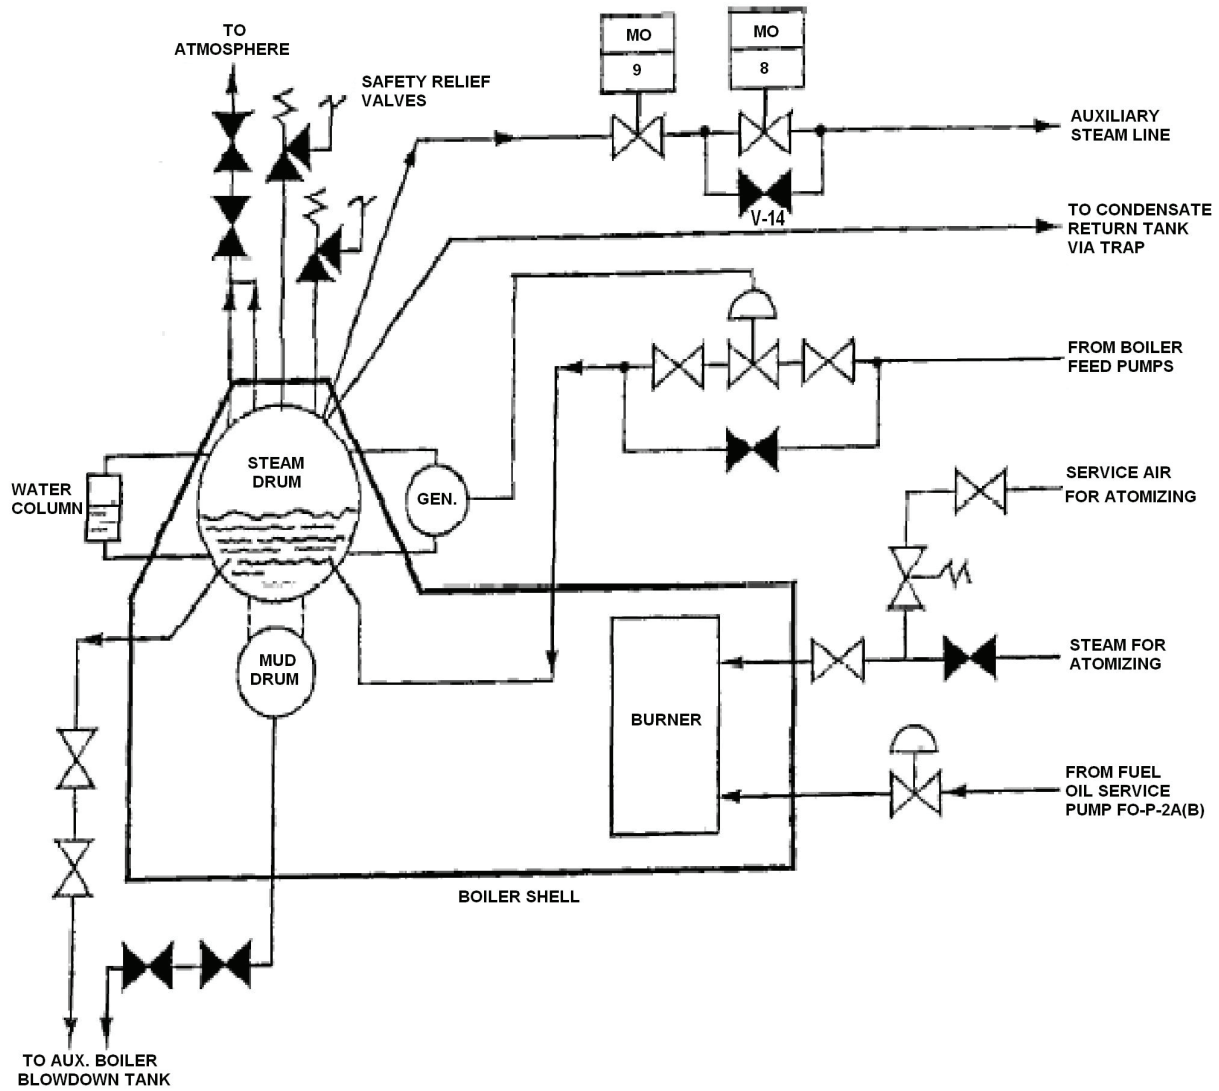 TO
ATMOSPHERE
SAFETY RELIEF
VALVES
MO
9
MO
8
AUXILIARY
STEAM LINE
V-14
TO CONDENSATE
RETURN TANK
VIA TRAP
FROM BOILER
FEED PUMPS
STEAM
DRUM
GEN.
WATER
COLUMN
SERVICE AIR
FOR ATOMIZING
MUD
DRUM
STEAM FOR
ATOMIZING
BURNER
FROM FUEL
OIL SERVICE
PUMP FO-P-2A(B)
BOILER SHELL
TO AUX. BOILER
BLOWDOWN TANK